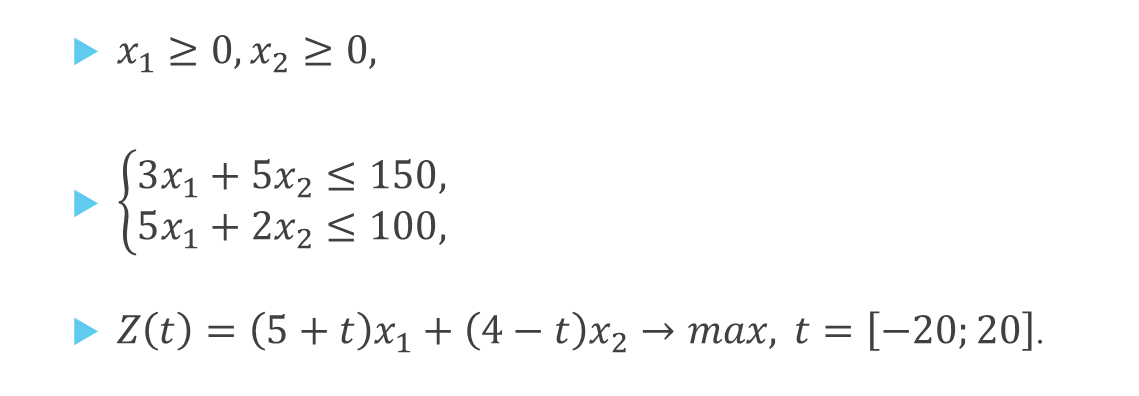 x₁ ≥ 0, x₂ ≥ 0,
3x₁ + 5x₂ ≤ 150,
5x₁ + 2x₂ ≤ 100,
Z(t) = (5 + t)x₁ + (4 − t)x₂ → max, t = [−20; 20].